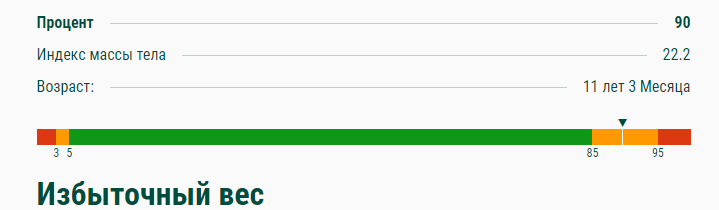 Процент 90
Индекс массы тела 22.2
Возраст: 11 лет 3 Месяца
3 5 85 95
Избыточный вес